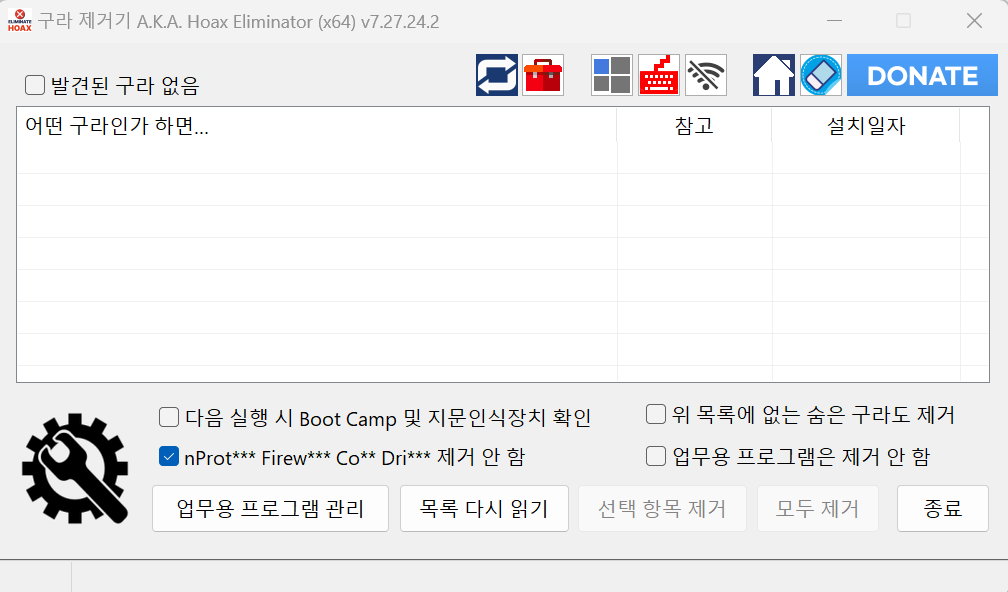 ELIMINATE
HOAX
구라 제거기 A.K.A. Hoax Eliminator (x64) v7.27.24.2
발견된 구라 없음
DONATE
어떤 구라인가 하면... 참고 설치일자
다음 실행 시 Boot Camp 및 지문인식장치 확인
위 목록에 없는 숨은 구라도 제거
nProt*** Firew*** Co** Dri*** 제거 안 함
업무용 프로그램은 제거 안 함
업무용 프로그램 관리 목록 다시 읽기 선택 항목 제거 모두 제거 종료